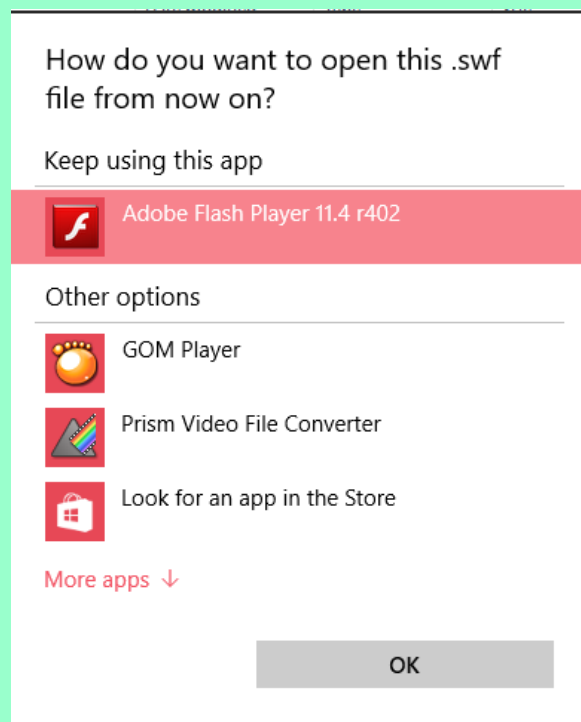 How do you want to open this .swf
file from now on?
Keep using this app
Adobe Flash Player 11.4 r402
Other options
GOM Player
Prism Video File Converter
Look for an app in the Store
More apps ↓
OK